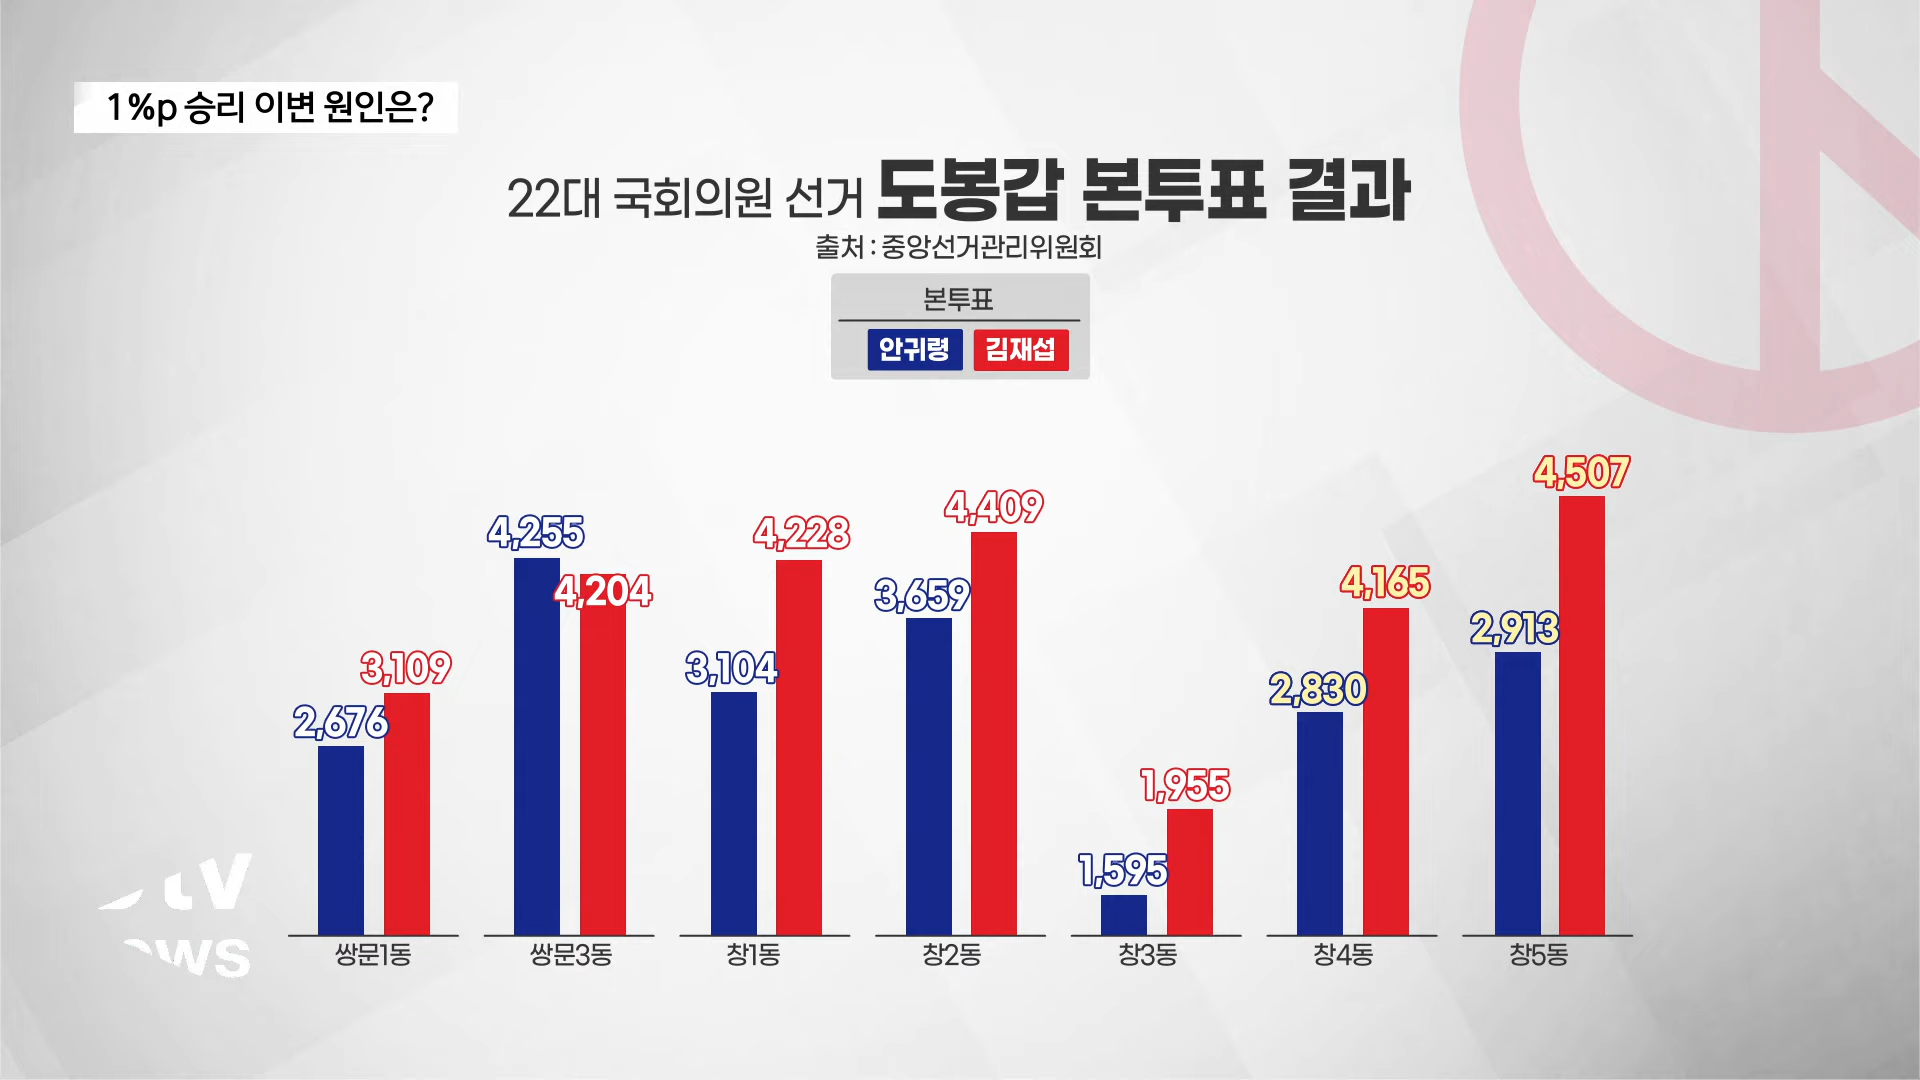 1%p 승리 이변 원인은?
22대 국회의원 선거 도봉갑 본투표 결과
출처 : 중앙선거관리위원회
본투표
안귀령 김재섭
2,676 3,109
4,255 4,204
3,104 4,228
3,659 4,409
1,595 1,955
2,830 4,165
2,913 4,507
쌍문1동 쌍문3동 창1동 창2동 창3동 창4동 창5동